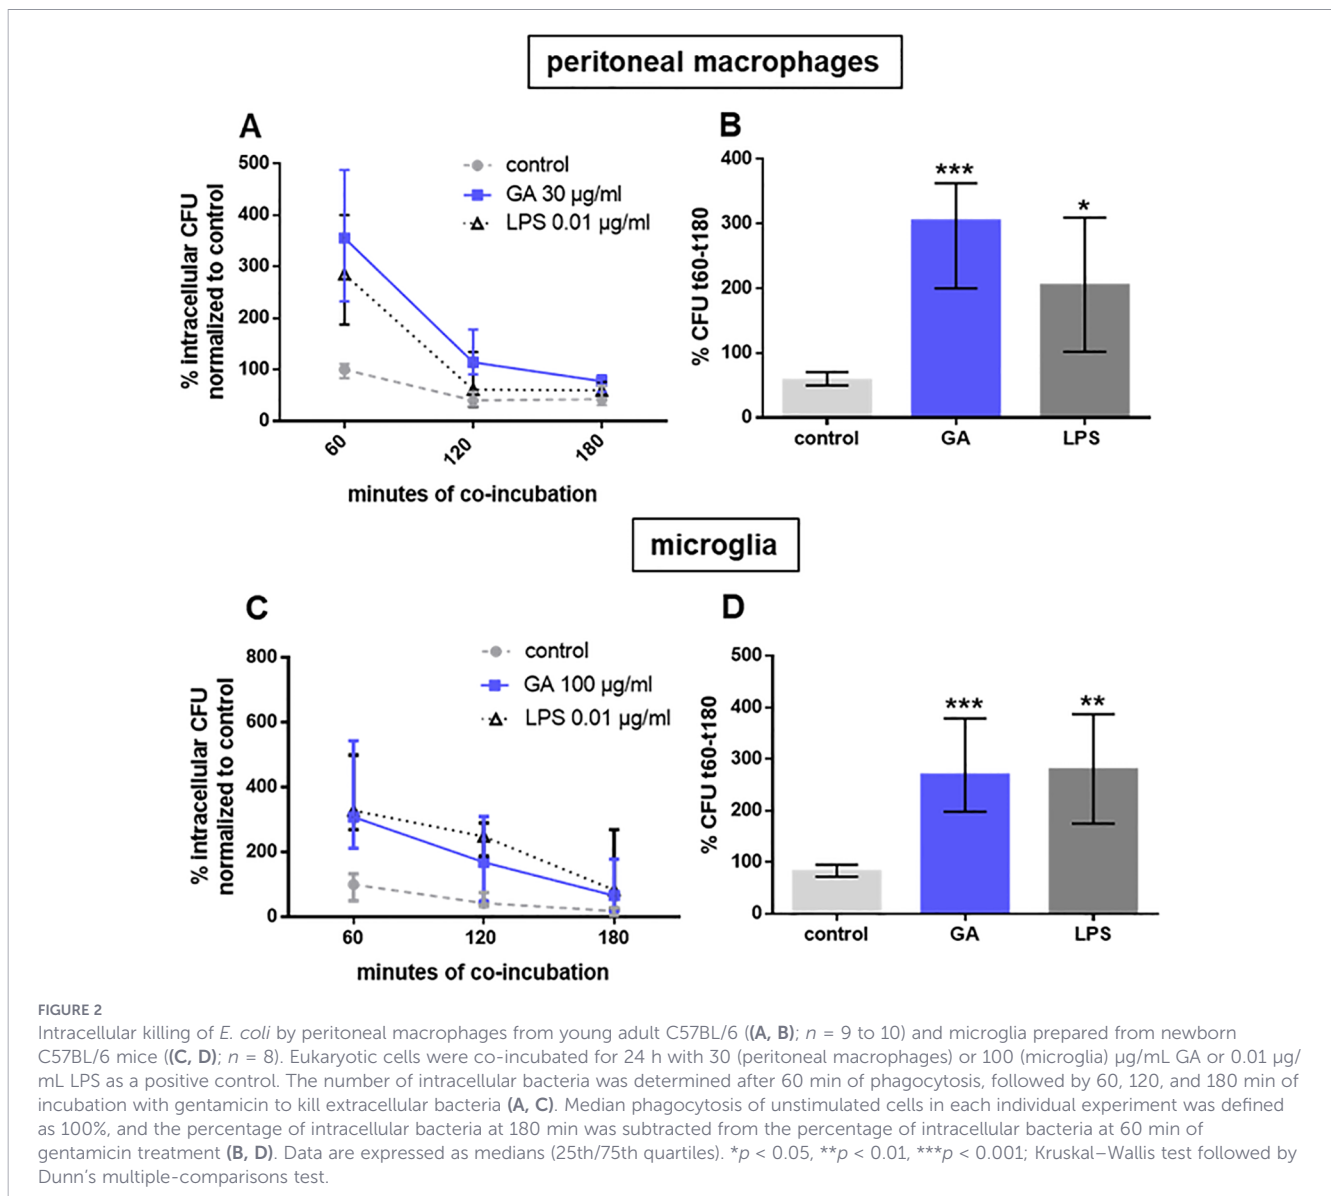 peritoneal macrophages
A
% intracellular CFU
normalized to control
500
400
300
200
100
0
control
GA 30 µg/ml
LPS 0.01 µg/ml
60
120
180
minutes of co-incubation
B
% CFU t60-t180
400
300
200
100
0
***
*
control
GA
LPS
microglia
C
% intracellular CFU
normalized to control
800
600
400
200
0
control
GA 100 µg/ml
LPS 0.01 µg/ml
60
120
180
minutes of co-incubation
D
% CFU t60-t180
500
400
300
200
100
0
***
**
control
GA
LPS
FIGURE 2
Intracellular killing of E. coli by peritoneal macrophages from young adult C57BL/6 ((A, B); n = 9 to 10) and microglia prepared from newborn
C57BL/6 mice ((C, D); n = 8). Eukaryotic cells were co-incubated for 24 h with 30 (peritoneal macrophages) or 100 (microglia) µg/mL GA or 0.01 µg/
mL LPS as a positive control. The number of intracellular bacteria was determined after 60 min of phagocytosis, followed by 60, 120, and 180 min of
incubation with gentamicin to kill extracellular bacteria (A, C). Median phagocytosis of unstimulated cells in each individual experiment was defined
as 100%, and the percentage of intracellular bacteria at 180 min was subtracted from the percentage of intracellular bacteria at 60 min of
gentamicin treatment (B, D). Data are expressed as medians (25th/75th quartiles). *p < 0.05, **p < 0.01, ***p < 0.001; Kruskal–Wallis test followed by
Dunn’s multiple-comparisons test.